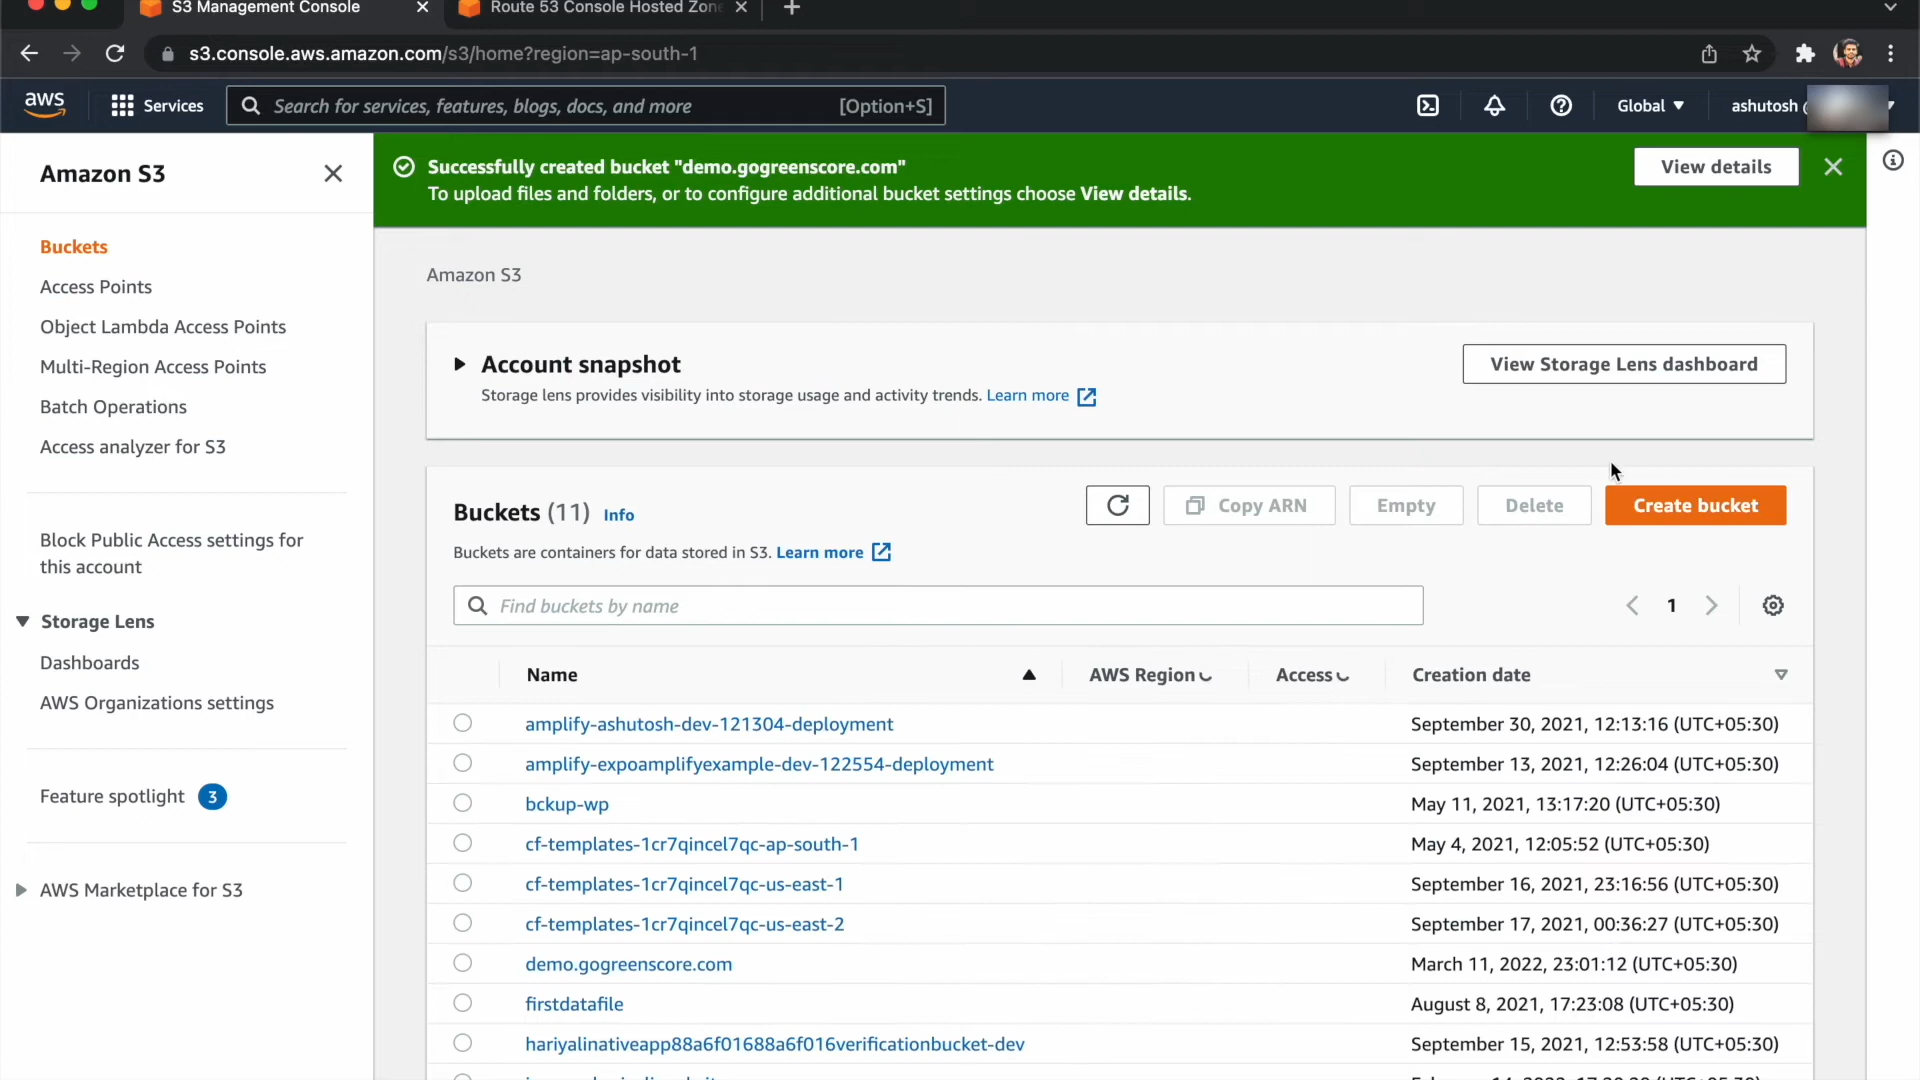 S3 Management Console
Route 53 Console Hosted Zon
s3.console.aws.amazon.com/s3/home?region=ap-south-1
aws
Services
Search for services, features, blogs, docs, and more
[Option+S]
Global
ashutosh
Amazon S3
Buckets
Access Points
Object Lambda Access Points
Multi-Region Access Points
Batch Operations
Access analyzer for S3
Block Public Access settings for
this account
Storage Lens
Dashboards
AWS Organizations settings
Feature spotlight 3
AWS Marketplace for S3
Successfully created bucket "demo.gogreenscore.com"
To upload files and folders, or to configure additional bucket settings choose View details.
View details
Amazon S3
Account snapshot
Storage lens provides visibility into storage usage and activity trends. Learn more
View Storage Lens dashboard
Buckets (11) Info
Buckets are containers for data stored in S3. Learn more
Copy ARN
Empty
Delete
Create bucket
Find buckets by name
1
Name AWS Region Access Creation date
amplify-ashutosh-dev-121304-deployment September 30, 2021, 12:13:16 (UTC+05:30)
amplify-expoamplifyexample-dev-122554-deployment September 13, 2021, 12:26:04 (UTC+05:30)
bckup-wp May 11, 2021, 13:17:20 (UTC+05:30)
cf-templates-1cr7qincel7qc-ap-south-1 May 4, 2021, 12:05:52 (UTC+05:30)
cf-templates-1cr7qincel7qc-us-east-1 September 16, 2021, 23:16:56 (UTC+05:30)
cf-templates-1cr7qincel7qc-us-east-2 September 17, 2021, 00:36:27 (UTC+05:30)
demo.gogreenscore.com March 11, 2022, 23:01:12 (UTC+05:30)
firstdatafile August 8, 2021, 17:23:08 (UTC+05:30)
hariyalinativeapp88a6f01688a6f016verificationbucket-dev September 15, 2021, 12:53:58 (UTC+05:30)